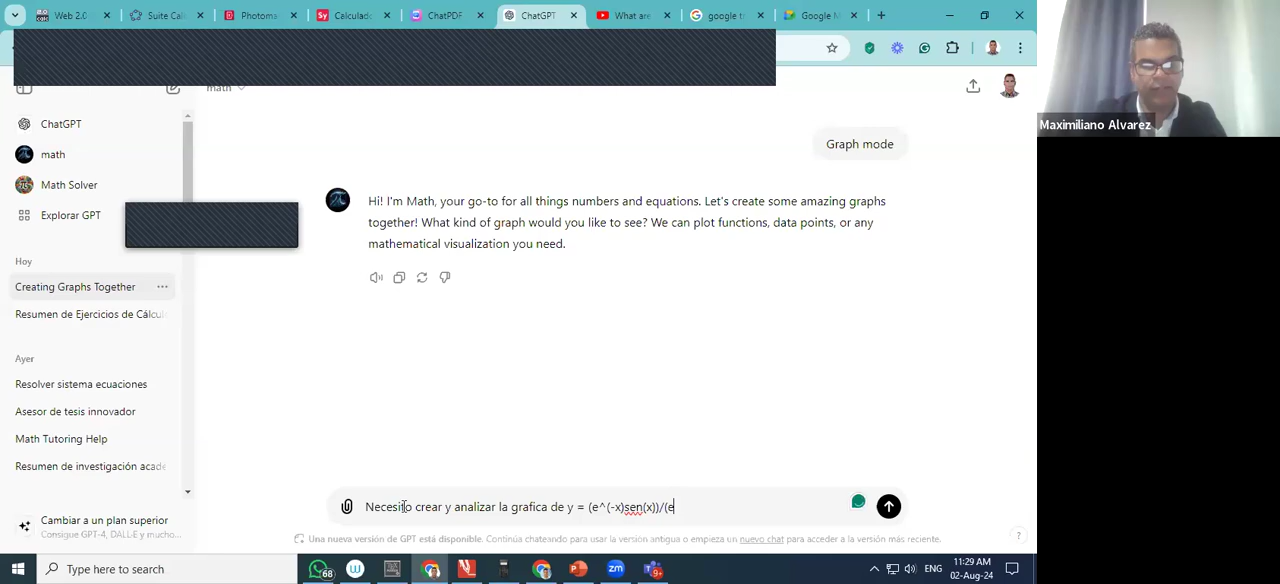 Web 2.0
Suite Cal
Photoma
Calculado
ChatPDF
ChatGPT
What are
google t
Google M
math
Graph mode
ChatGPT
math
Math Solver
Explorar GPT
Hi! I'm Math, your go-to for all things numbers and equations. Let's create some amazing graphs
together! What kind of graph would you like to see? We can plot functions, data points, or any
mathematical visualization you need.
Hoy
Creating Graphs Together
Resumen de Ejercicios de Cálcu
Ayer
Resolver sistema ecuaciones
Asesor de tesis innovador
Math Tutoring Help
Resumen de investigación acad
Necesito crear y analizar la grafica de y = (e^(-x)sen(x))/(e
Cambiar a un plan superior
Consigue GPT-4, DALL·E y mucho...
Una nueva versión de GPT está disponible. Continúa chateando para usar la versión antigua o empieza un nuevo chat para acceder a la versión más reciente.
?
Type here to search
68
9+
ENG
11:29 AM
02-Aug-24
Maximiliano Alvarez